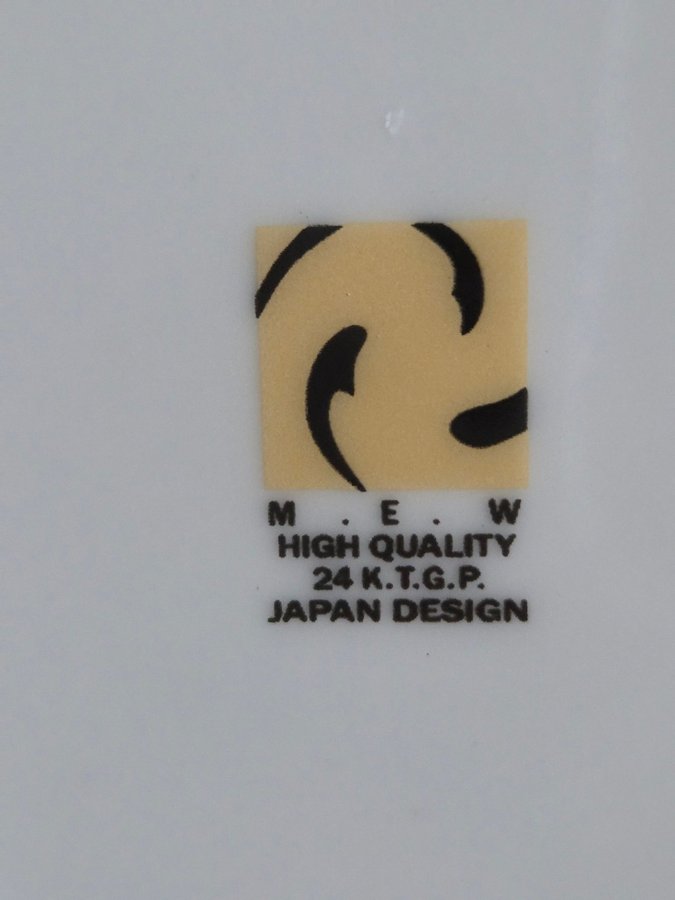 M . E . W
HIGH QUALITY
24 K.T.G.P.
JAPAN DESIGN